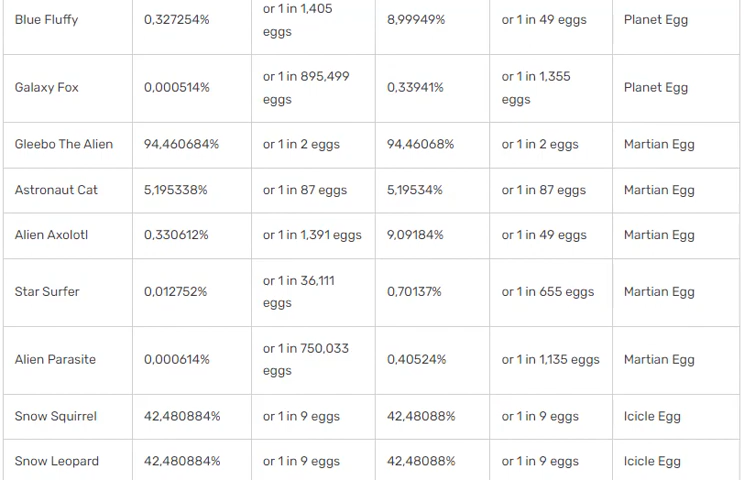 Blue Fluffy 0,327254% or 1 in 1,405 eggs 8,99949% or 1 in 49 eggs Planet Egg
Galaxy Fox 0,000514% or 1 in 895,499 eggs 0,33941% or 1 in 1,355 eggs Planet Egg
Gleebo The Alien 94,460684% or 1 in 2 eggs 94,46068% or 1 in 2 eggs Martian Egg
Astronaut Cat 5,195338% or 1 in 87 eggs 5,19534% or 1 in 87 eggs Martian Egg
Alien Axolotl 0,330612% or 1 in 1,391 eggs 9,09184% or 1 in 49 eggs Martian Egg
Star Surfer 0,012752% or 1 in 36,111 eggs 0,70137% or 1 in 655 eggs Martian Egg
Alien Parasite 0,000614% or 1 in 750,033 eggs 0,40524% or 1 in 1,135 eggs Martian Egg
Snow Squirrel 42,480884% or 1 in 9 eggs 42,48088% or 1 in 9 eggs Icicle Egg
Snow Leopard 42,480884% or 1 in 9 eggs 42,48088% or 1 in 9 eggs Icicle Egg